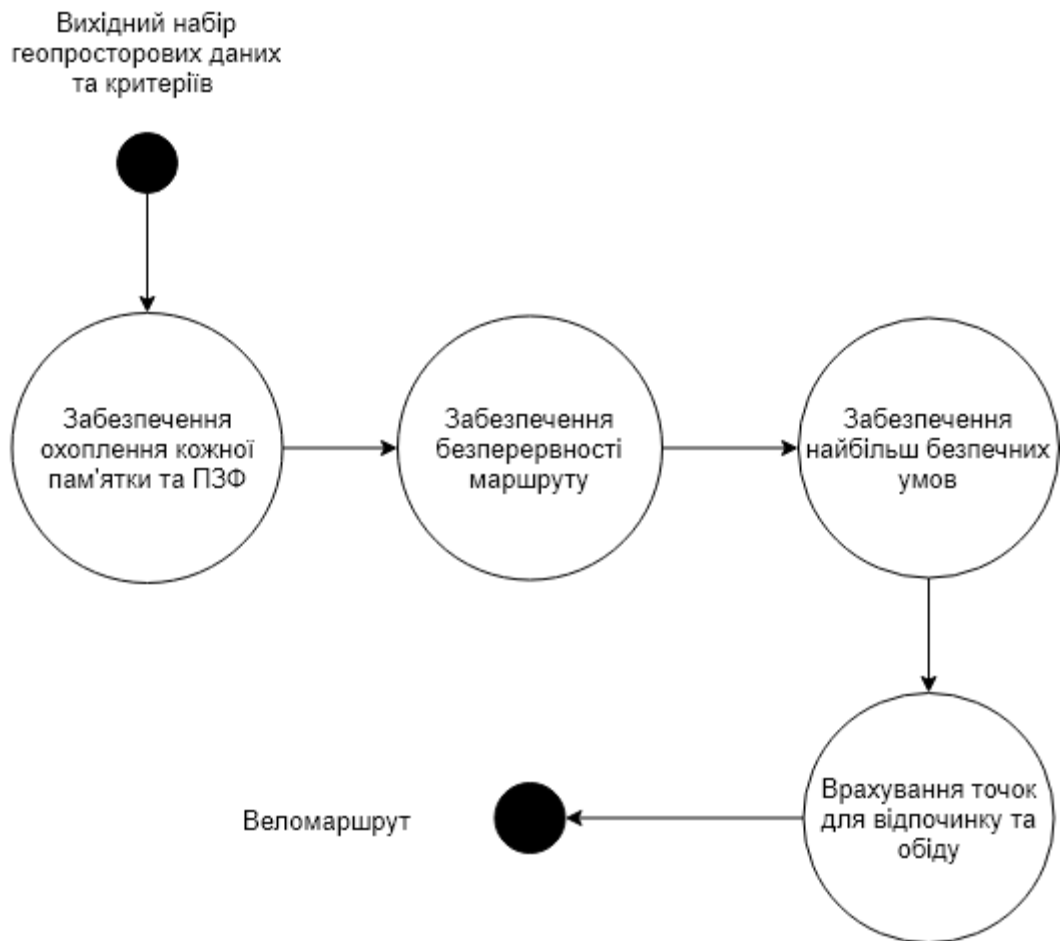 Вихідний набір
геопросторових даних
та критеріїв
Забезпечення
охоплення кожної
пам'ятки та ПЗФ
Забезпечення
безперервності
маршруту
Забезпечення
найбільш безпечних
умов
Врахування точок
для відпочинку та
обіду
Веломаршрут